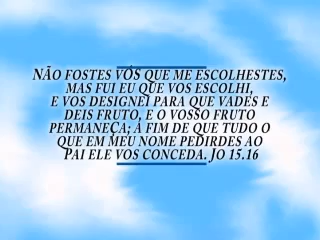 NÃO FOSTES VÓS QUE ME ESCOLHESTES,
MAS FUI EU QUE VOS ESCOLHI,
E VOS DESIGNEI PARA QUE VADES E
DEIS FRUTO, E O VOSSO FRUTO
PERMANEÇA; A FIM DE QUE TUDO O
QUE EM MEU NOME PEDIRDES AO
PAI ELE VOS CONCEDA. JO 15.16